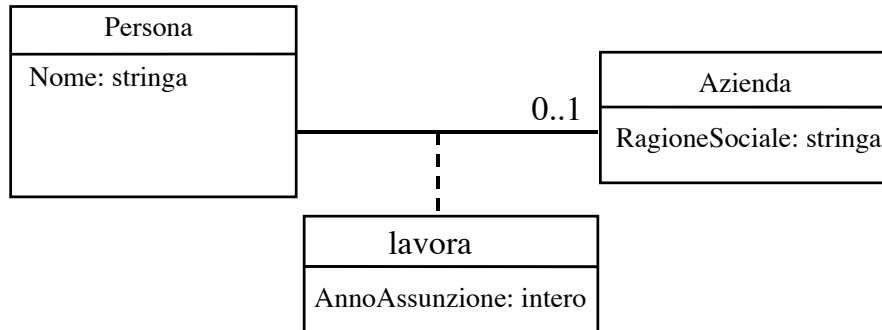 Persona
Nome: stringa
0..1
Azienda
RagioneSociale: stringa
lavora
AnnoAssunzione: intero